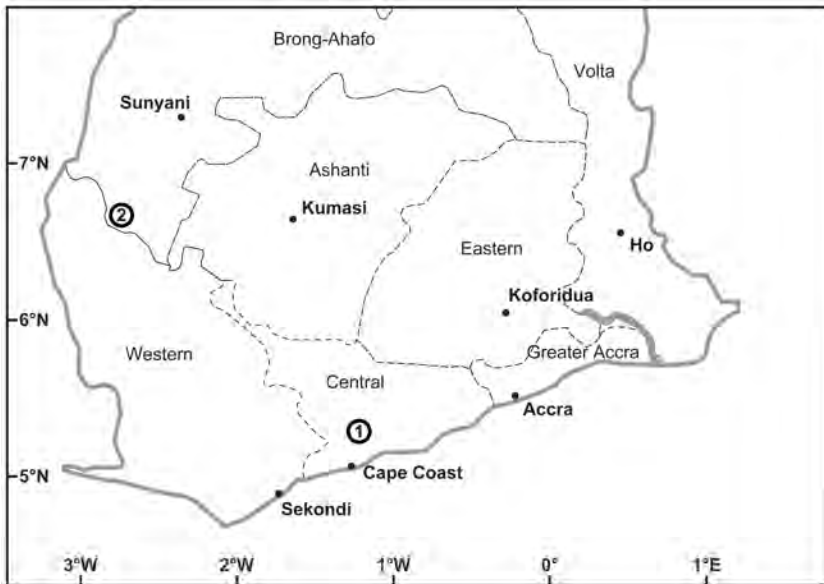 Brong-Ahafo
Volta
Sunyani
7°N
Ashanti
2
Kumasi
Eastern
Ho
Koforidua
6°N
Western
Greater Accra
Central
1
Accra
5°N
Cape Coast
Sekondi
3°W 2°W 1°W 0° 1°E